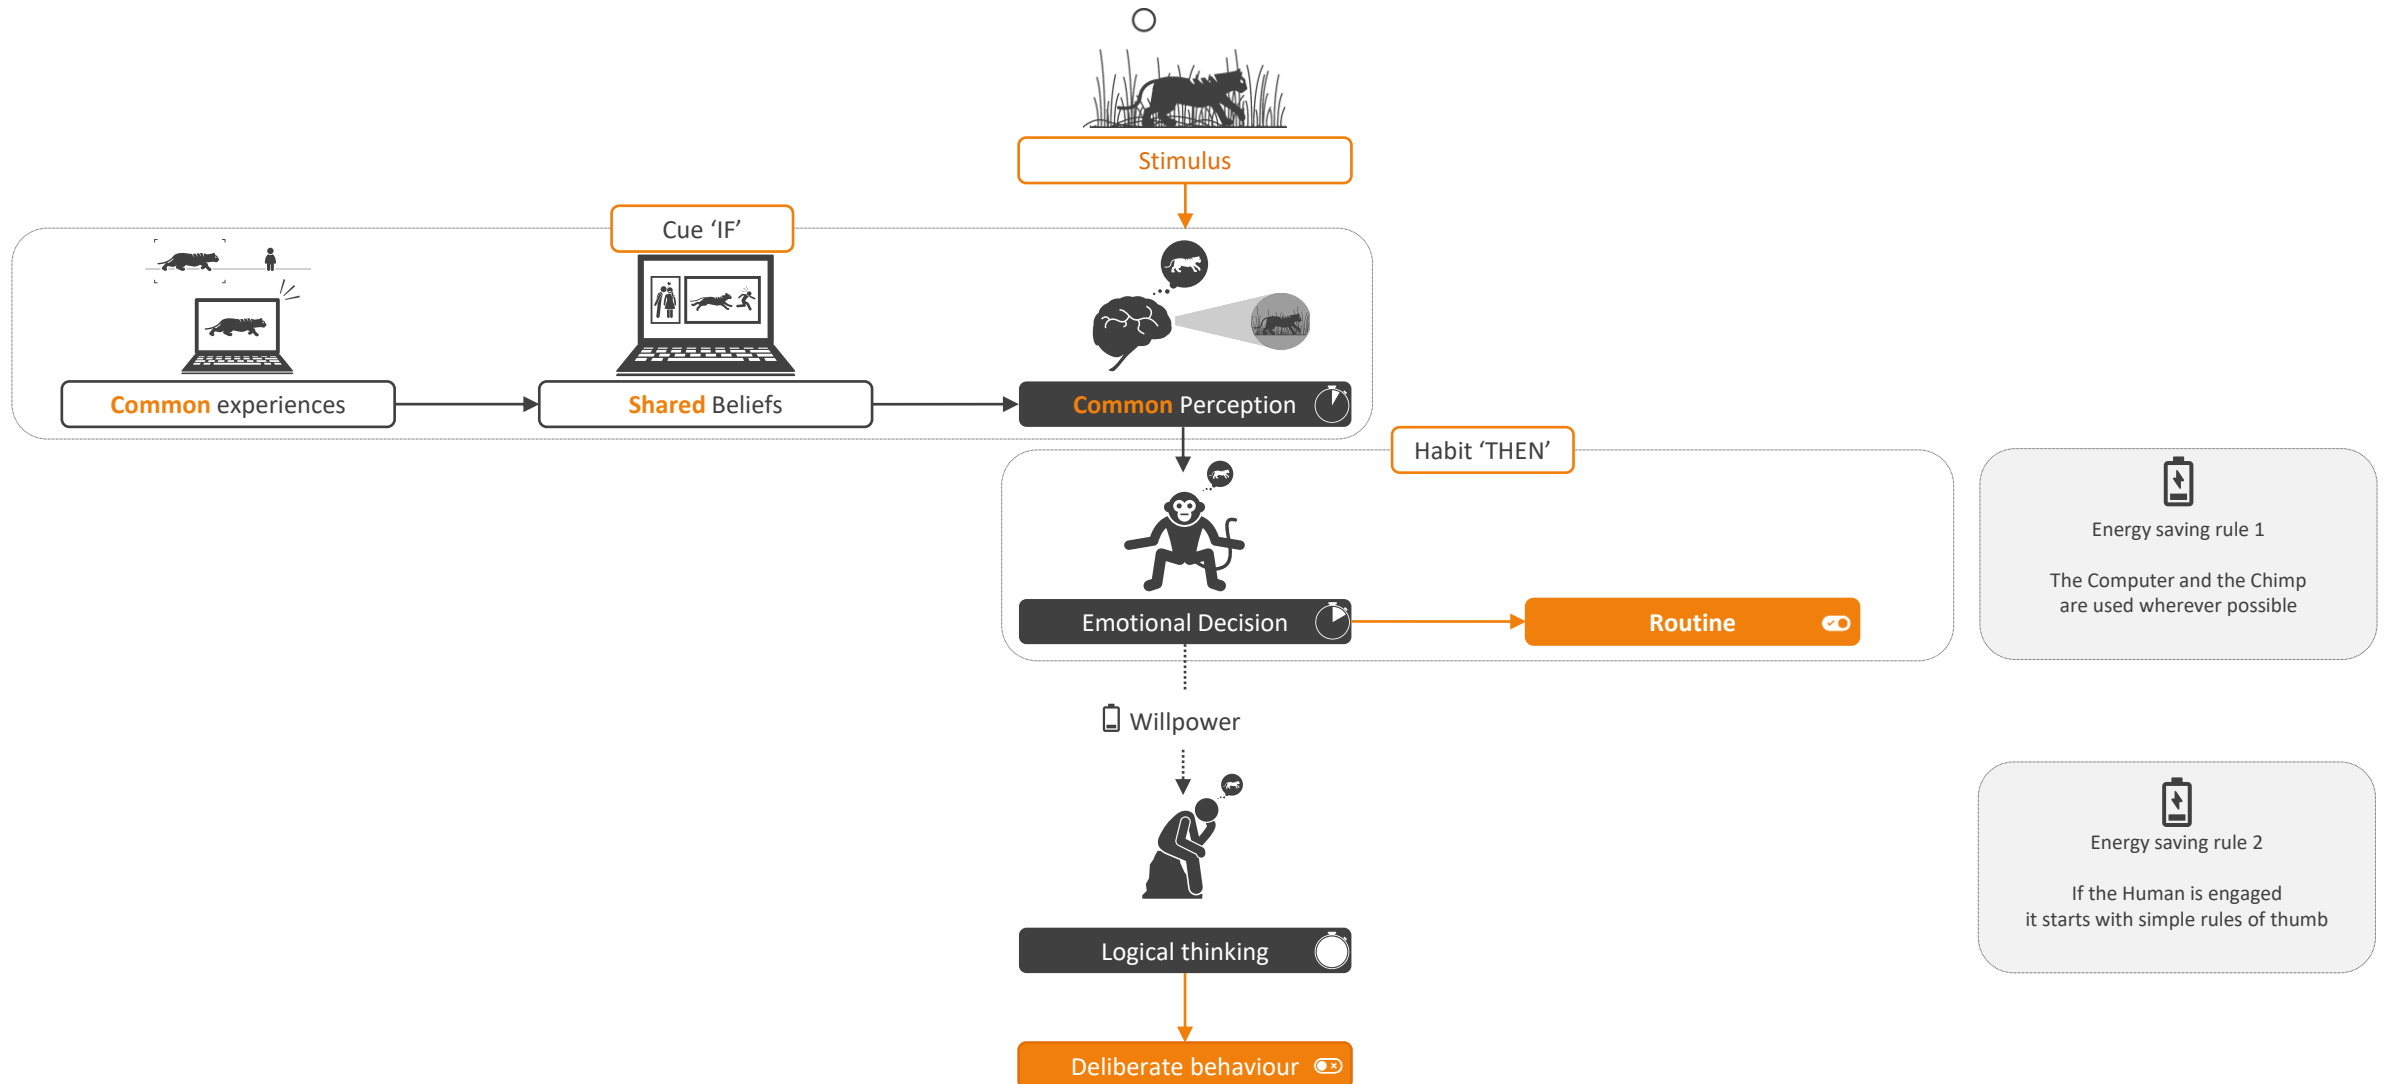 Stimulus
Cue ‘IF’
Common experiences
Shared Beliefs
Common Perception
Habit ‘THEN’
Emotional Decision
Routine
Energy saving rule 1
The Computer and the Chimp
are used wherever possible
Willpower
Logical thinking
Energy saving rule 2
If the Human is engaged
it starts with simple rules of thumb
Deliberate behaviour